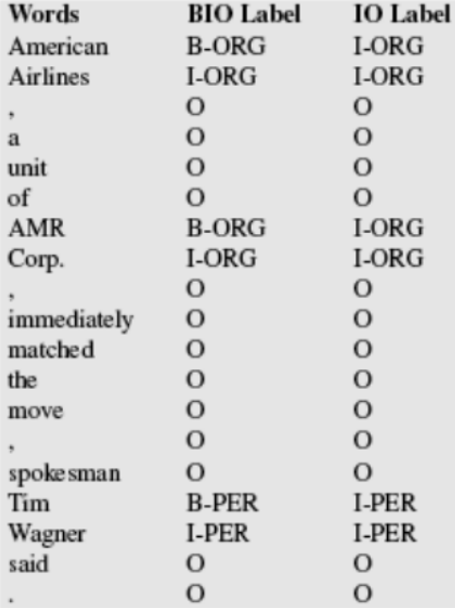 Words BIO Label IO Label
American B-ORG I-ORG
Airlines I-ORG I-ORG
, O O
a O O
unit O O
of O O
AMR B-ORG I-ORG
Corp. I-ORG I-ORG
, O O
immediately O O
matched O O
the O O
move O O
, O O
spokesman O O
Tim B-PER I-PER
Wagner I-PER I-PER
said O O
. O O